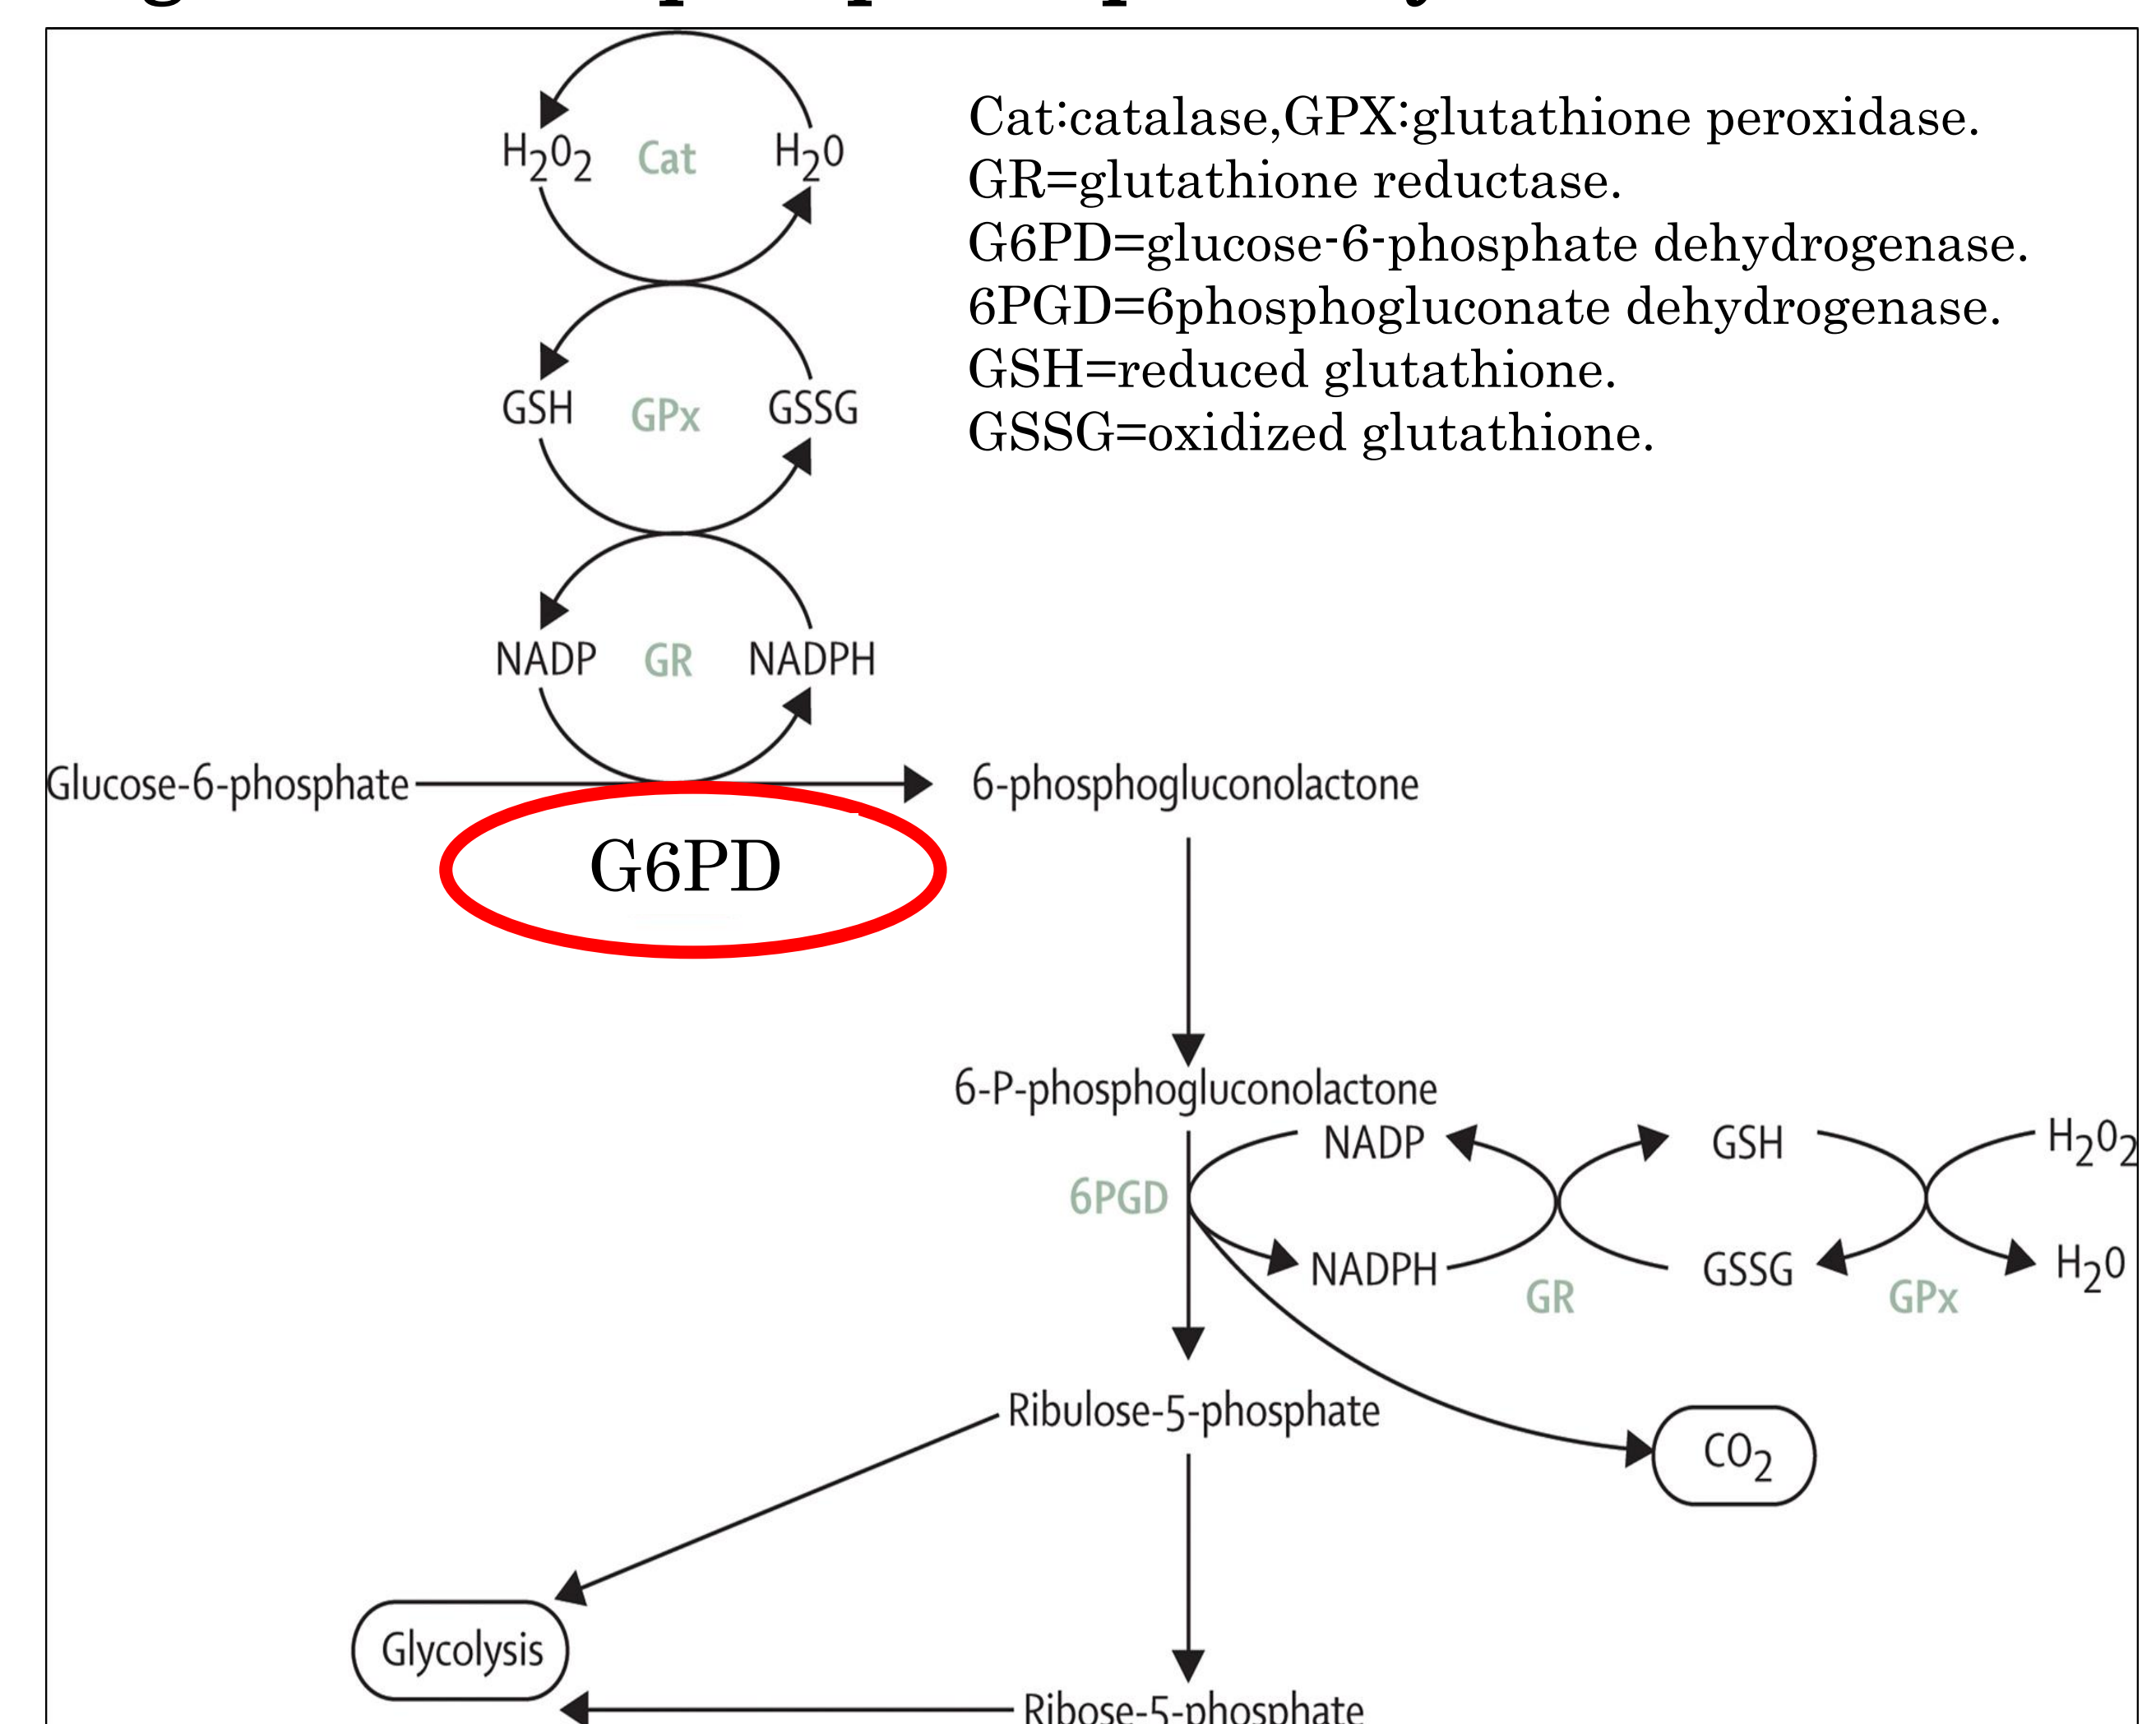 Cat:catalase,GPX:glutathione peroxidase.
GR=glutathione reductase.
G6PD=glucose-6-phosphate dehydrogenase.
6PGD=6phosphogluconate dehydrogenase.
GSH=reduced glutathione.
GSSG=oxidized glutathione.
H2O2 Cat H2O
GSH GPx GSSG
NADP GR NADPH
Glucose-6-phosphate 6-phosphogluconolactone
G6PD
6-P-phosphogluconolactone
NADP GSH H2O2
6PGD
NADPH GSSG H2O
GR GPx
Ribulose-5-phosphate
CO2
Glycolysis
Ribose-5-phosphate